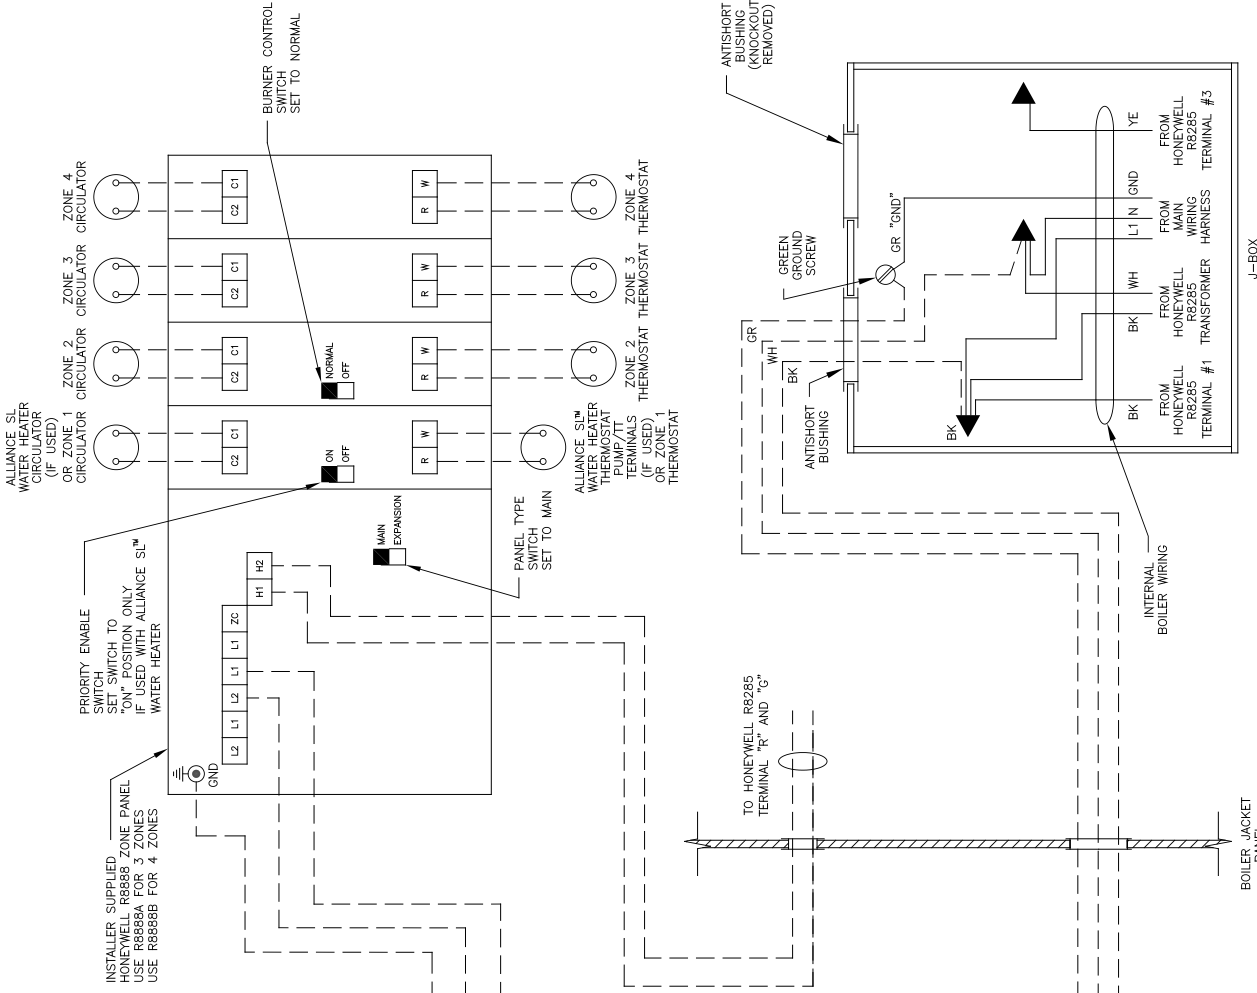 ALLIANCE SL
WATER HEATER
CIRCULATOR
(IF USED)
OR ZONE 1
CIRCULATOR
ZONE 2
CIRCULATOR
ZONE 3
CIRCULATOR
ZONE 4
CIRCULATOR
BURNER CONTROL
SWITCH
SET TO NORMAL
C2 C1
C2 C1
C2 C1
C2 C1
ON
OFF
NORMAL
OFF
R W
R W
R W
R W
ALLIANCE SL™
WATER HEATER
THERMOSTAT
PUMP/TT
TERMINALS
(IF USED)
OR ZONE 1
THERMOSTAT
ZONE 2
THERMOSTAT
ZONE 3
THERMOSTAT
ZONE 4
THERMOSTAT
PRIORITY ENABLE
SWITCH
SET SWITCH TO
"ON" POSITION ONLY
IF USED WITH ALLIANCE SL™
WATER HEATER
MAIN
EXPANSION
PANEL TYPE
SWITCH
SET TO MAIN
L2 L1 L2 L1 L1 ZC
H1 H2
GND
INSTALLER SUPPLIED
HONEYWELL R8888 ZONE PANEL
USE R8888A FOR 3 ZONES
USE R8888B FOR 4 ZONES
TO HONEYWELL R8285
TERMINAL "R" AND "G"
BOILER JACKET
ANTISHORT
BUSHING
(KNOCKOUT
REMOVED)
GREEN
GROUND
SCREW
GR "GND"
GR
WH
BK
ANTISHORT
BUSHING
BK
BK
BK
WH
L1
N
GND
YE
FROM
HONEYWELL
R8285
TERMINAL #1
FROM
HONEYWELL
R8285
TRANSFORMER
FROM
MAIN
WIRING
HARNESS
FROM
HONEYWELL
R8285
TERMINAL #3
J-BOX
INTERNAL
BOILER WIRING